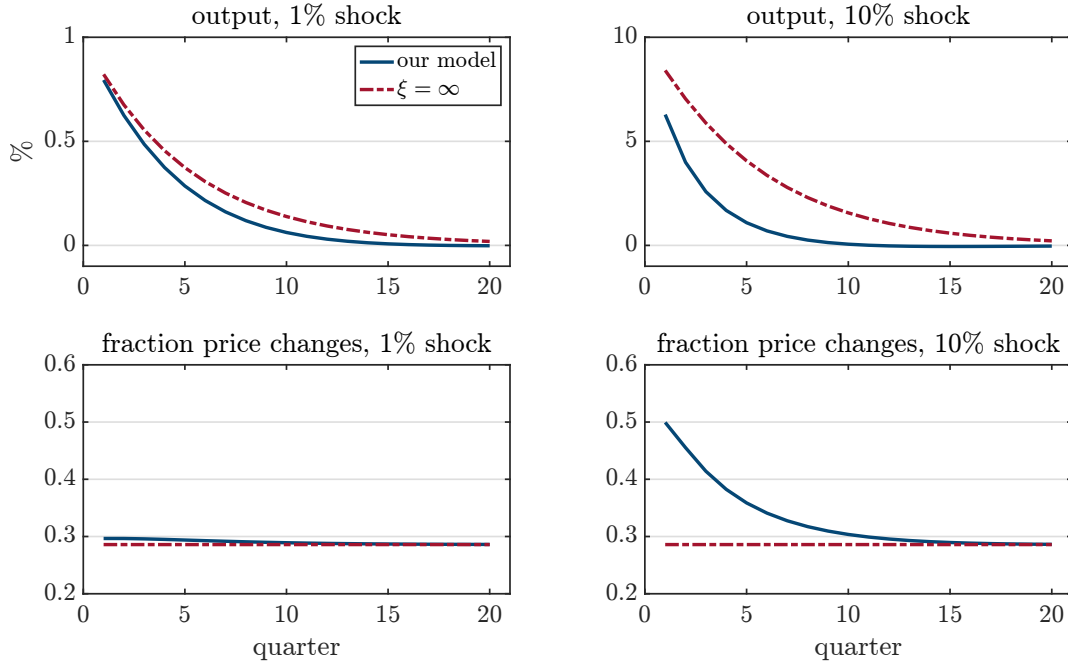 output, 1% shock
1
0.5
0
%
0 5 10 15 20
our model
ξ = ∞
output, 10% shock
10
5
0
0 5 10 15 20
fraction price changes, 1% shock
0.6
0.5
0.4
0.3
0.2
0 5 10 15 20
quarter
fraction price changes, 10% shock
0.6
0.5
0.4
0.3
0.2
0 5 10 15 20
quarter